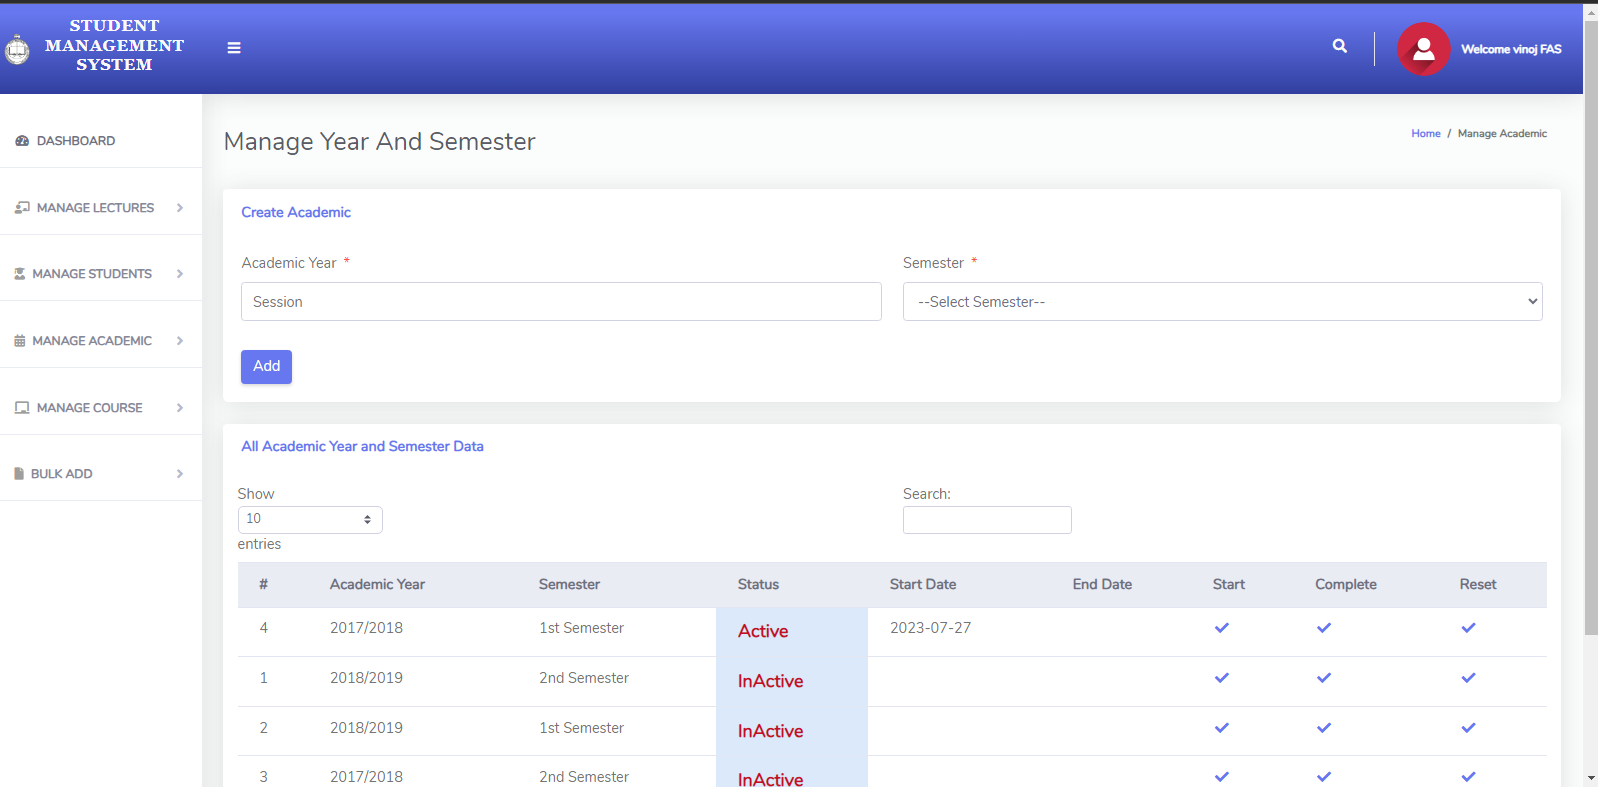 STUDENT
MANAGEMENT
SYSTEM
Welcome vinoj FAS
DASHBOARD
MANAGE LECTURES
MANAGE STUDENTS
MANAGE ACADEMIC
MANAGE COURSE
BULK ADD
Manage Year And Semester
Home / Manage Academic
Create Academic
Academic Year *
Semester *
Session
--Select Semester--
Add
All Academic Year and Semester Data
Show
Search:
10
entries
# Academic Year Semester Status Start Date End Date Start Complete Reset
4 2017/2018 1st Semester Active 2023-07-27
1 2018/2019 2nd Semester InActive
2 2018/2019 1st Semester InActive
3 2017/2018 2nd Semester InActive